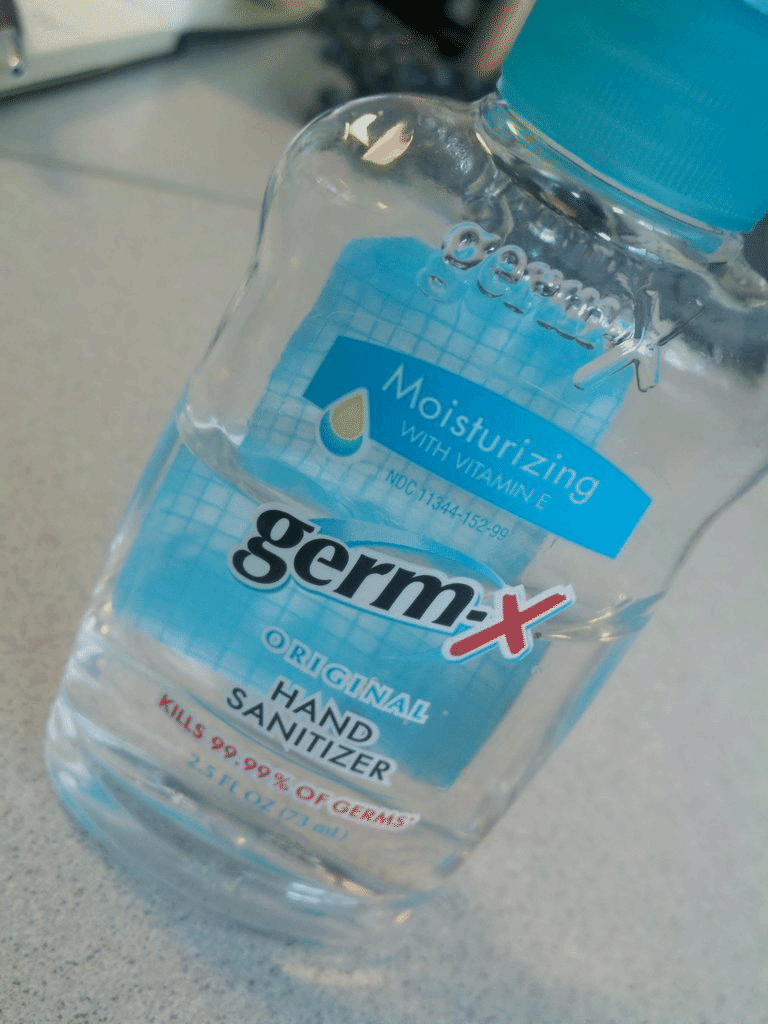 germ-X
Moisturizing
WITH VITAMIN E
NDC 11344-152-99
germ-X
ORIGINAL
HAND
SANITIZER
KILLS 99.99% OF GERMS*
2.5 FL OZ (73 mL)